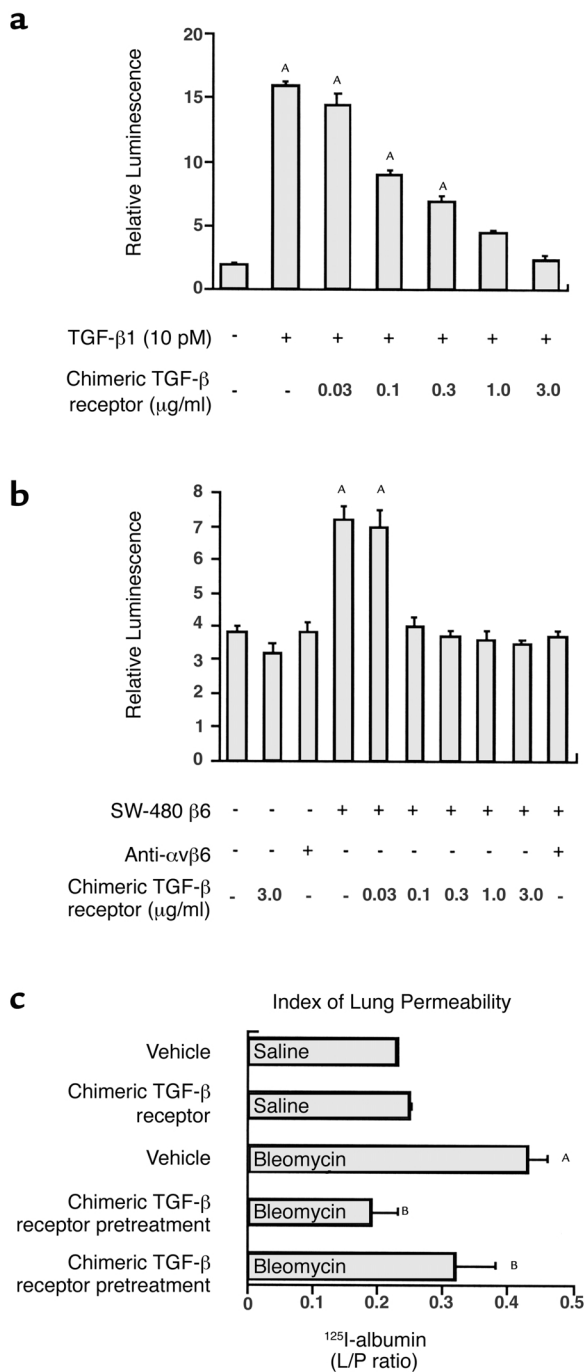 a
Relative Luminescence
20
15
10
5
0
A
A
A
A
TGF-β1 (10 pM) - + + + + + +
Chimeric TGF-β
receptor (μg/ml) - - 0.03 0.1 0.3 1.0 3.0
b
Relative Luminescence
8
7
6
5
4
3
2
1
0
A
A
SW-480 β6 - - - + + + + + + +
Anti-αvβ6 - - + - - - - - - +
Chimeric TGF-β
receptor (μg/ml) - 3.0 - - 0.03 0.1 0.3 1.0 3.0 -
c
Index of Lung Permeability
Vehicle Saline
Chimeric TGF-β
receptor Saline
Vehicle Bleomycin A
Chimeric TGF-β
receptor pretreatment Bleomycin B
Chimeric TGF-β
receptor pretreatment Bleomycin B
0 0.1 0.2 0.3 0.4 0.5
¹²⁵I-albumin
(L/P ratio)